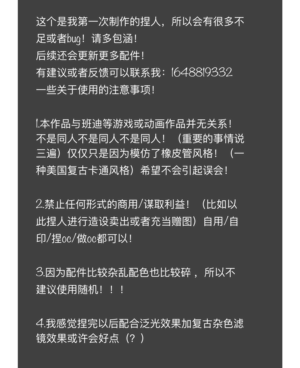 这个是我第一次制作的捏人，所以会有很多不
足或者bug！请多包涵！
后续还会更新更多配件！
有建议或者反馈可以联系我：1648819332
一些关于使用的注意事项！
1.本作品与班迪等游戏或动画作品并无关系！
不是同人不是同人不是同人！（重要的事情说
三遍）仅仅只是因为模仿了橡皮管风格！（一
种美国复古卡通风格）希望不会引起误会！
2.禁止任何形式的商用/谋取利益！（比如以
此捏人进行造设卖出或者充当赠图）自用/自
印/捏oc/做oc都可以！
3.因为配件比较杂乱配色也比较碎，所以不
建议使用随机！！！
4.我感觉捏完以后配合泛光效果加复古杂色滤
镜效果或许会好点（？）